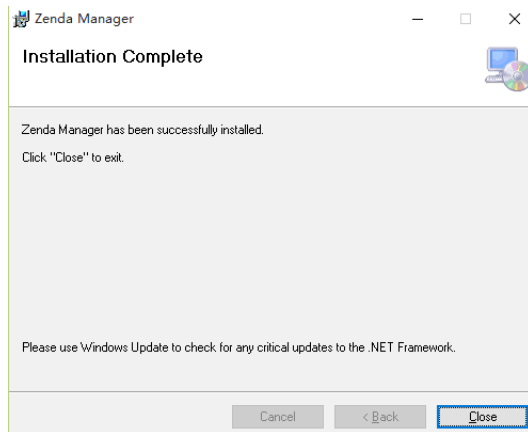 Zenda Manager
Installation Complete
Zenda Manager has been successfully installed.
Click "Close" to exit.
Please use Windows Update to check for any critical updates to the .NET Framework.
Cancel
< Back
Close